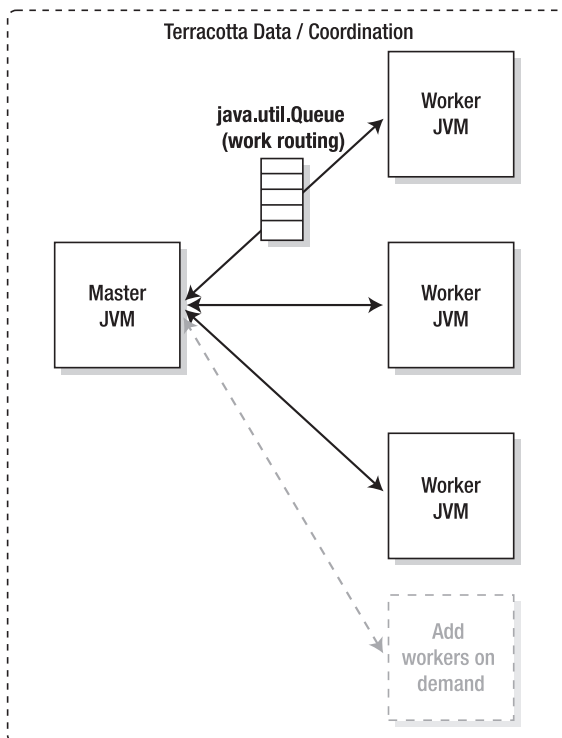 Terracotta Data / Coordination
java.util.Queue
(work routing)
Worker
JVM
Master
JVM
Worker
JVM
Worker
JVM
Add
workers on
demand